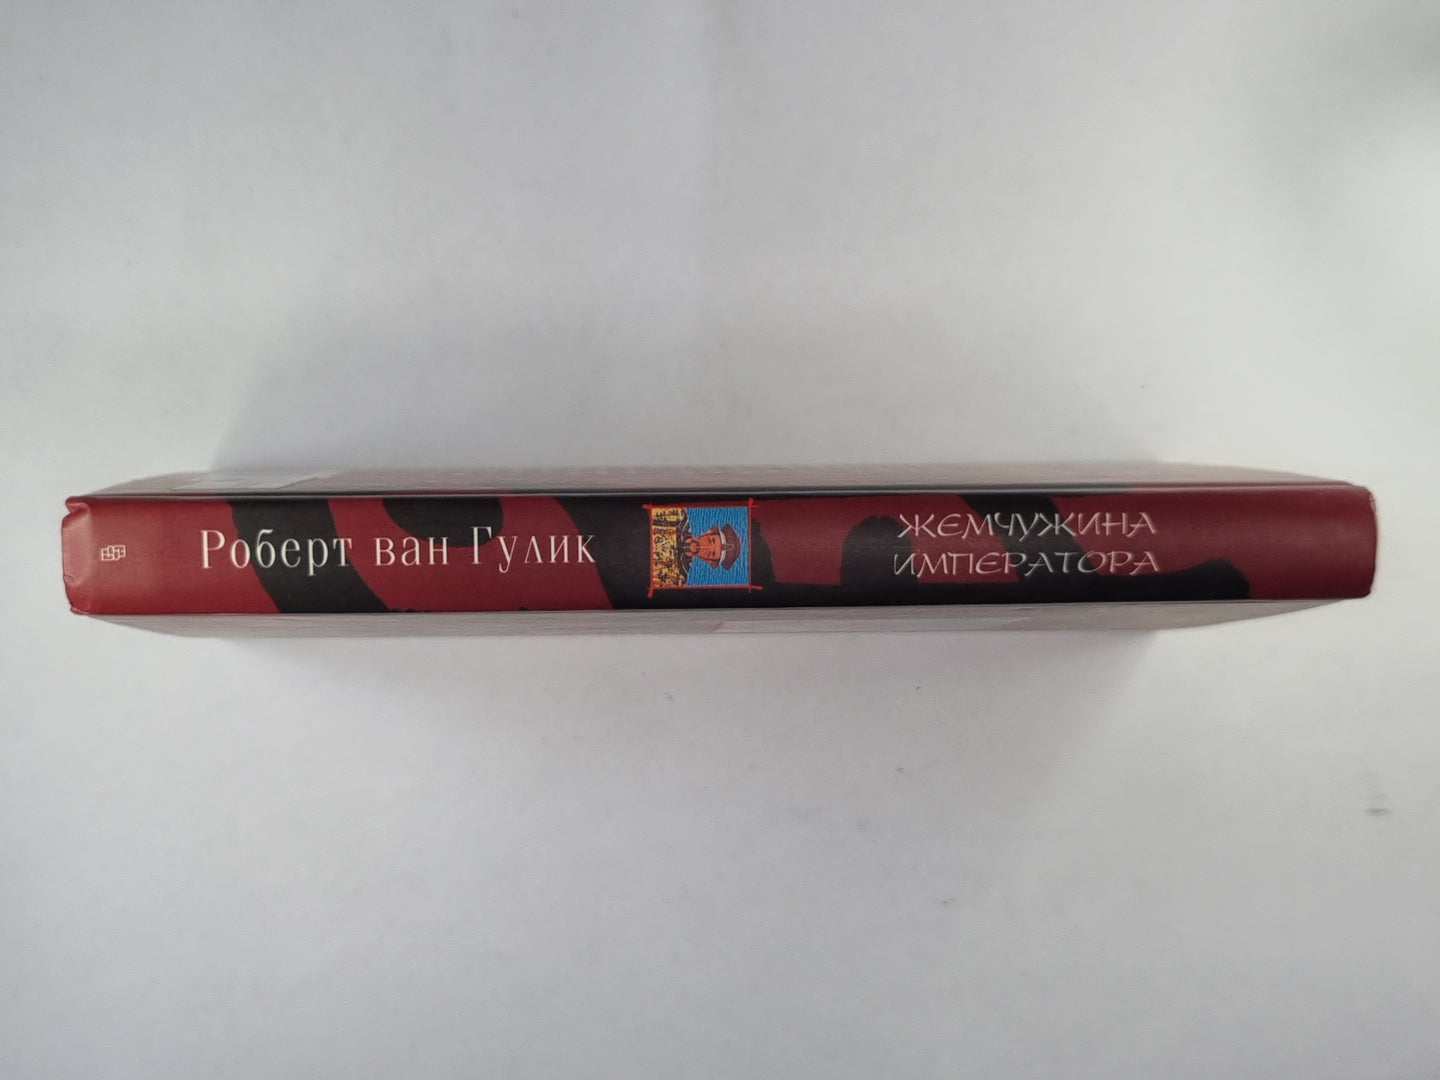 Роберт ван Гулик
ЖЕМЧУЖИНА
ИМПЕРАТОРА